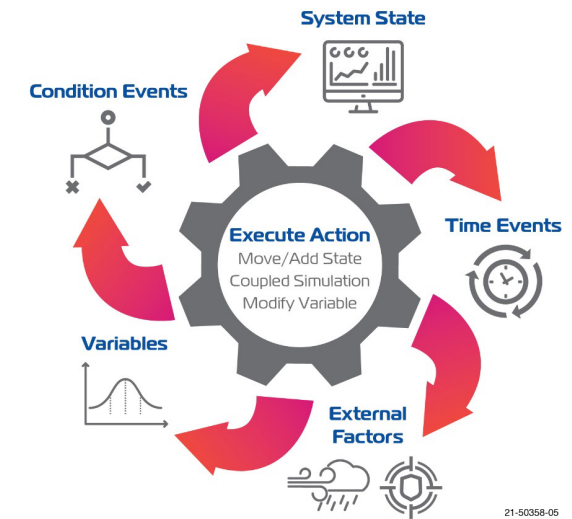 System State
Condition Events
Time Events
Execute Action
Move/Add State
Coupled Simulation
Modify Variable
Variables
External
Factors
21-50358-05